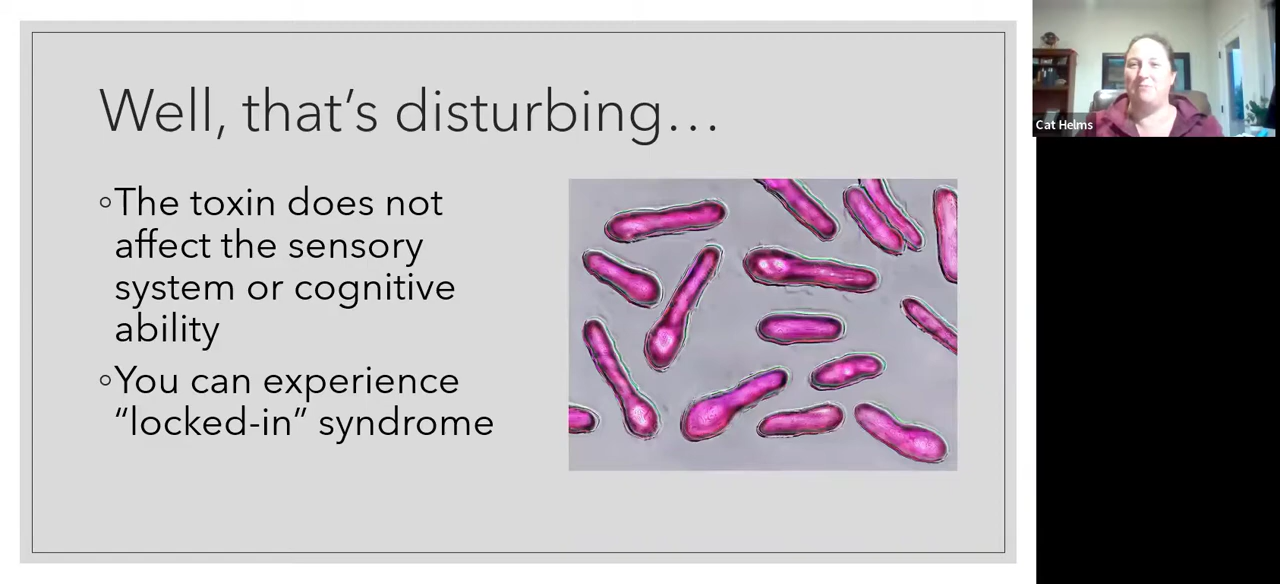 Well, that’s disturbing…
◦The toxin does not
affect the sensory
system or cognitive
ability
◦You can experience
“locked-in” syndrome
Cat Helms